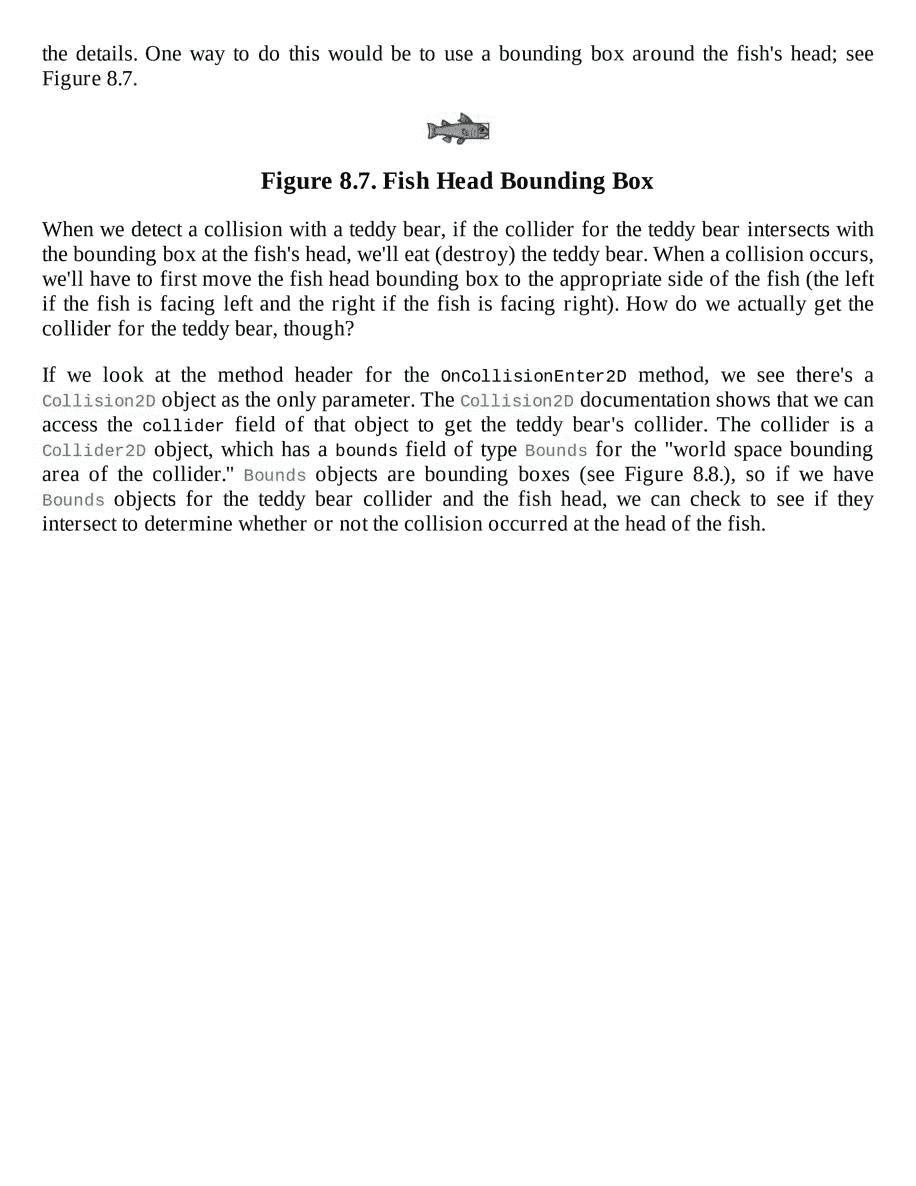 the details. One way to do this would be to use a bounding box around the fish's head; see
Figure 8.7.
Figure 8.7. Fish Head Bounding Box
When we detect a collision with a teddy bear, if the collider for the teddy bear intersects with
the bounding box at the fish's head, we'll eat (destroy) the teddy bear. When a collision occurs,
we'll have to first move the fish head bounding box to the appropriate side of the fish (the left
if the fish is facing left and the right if the fish is facing right). How do we actually get the
collider for the teddy bear, though?
If we look at the method header for the OnCollisionEnter2D method, we see there's a
Collision2D object as the only parameter. The Collision2D documentation shows that we can
access the collider field of that object to get the teddy bear's collider. The collider is a
Collider2D object, which has a bounds field of type Bounds for the "world space bounding
area of the collider." Bounds objects are bounding boxes (see Figure 8.8.), so if we have
Bounds objects for the teddy bear collider and the fish head, we can check to see if they
intersect to determine whether or not the collision occurred at the head of the fish.